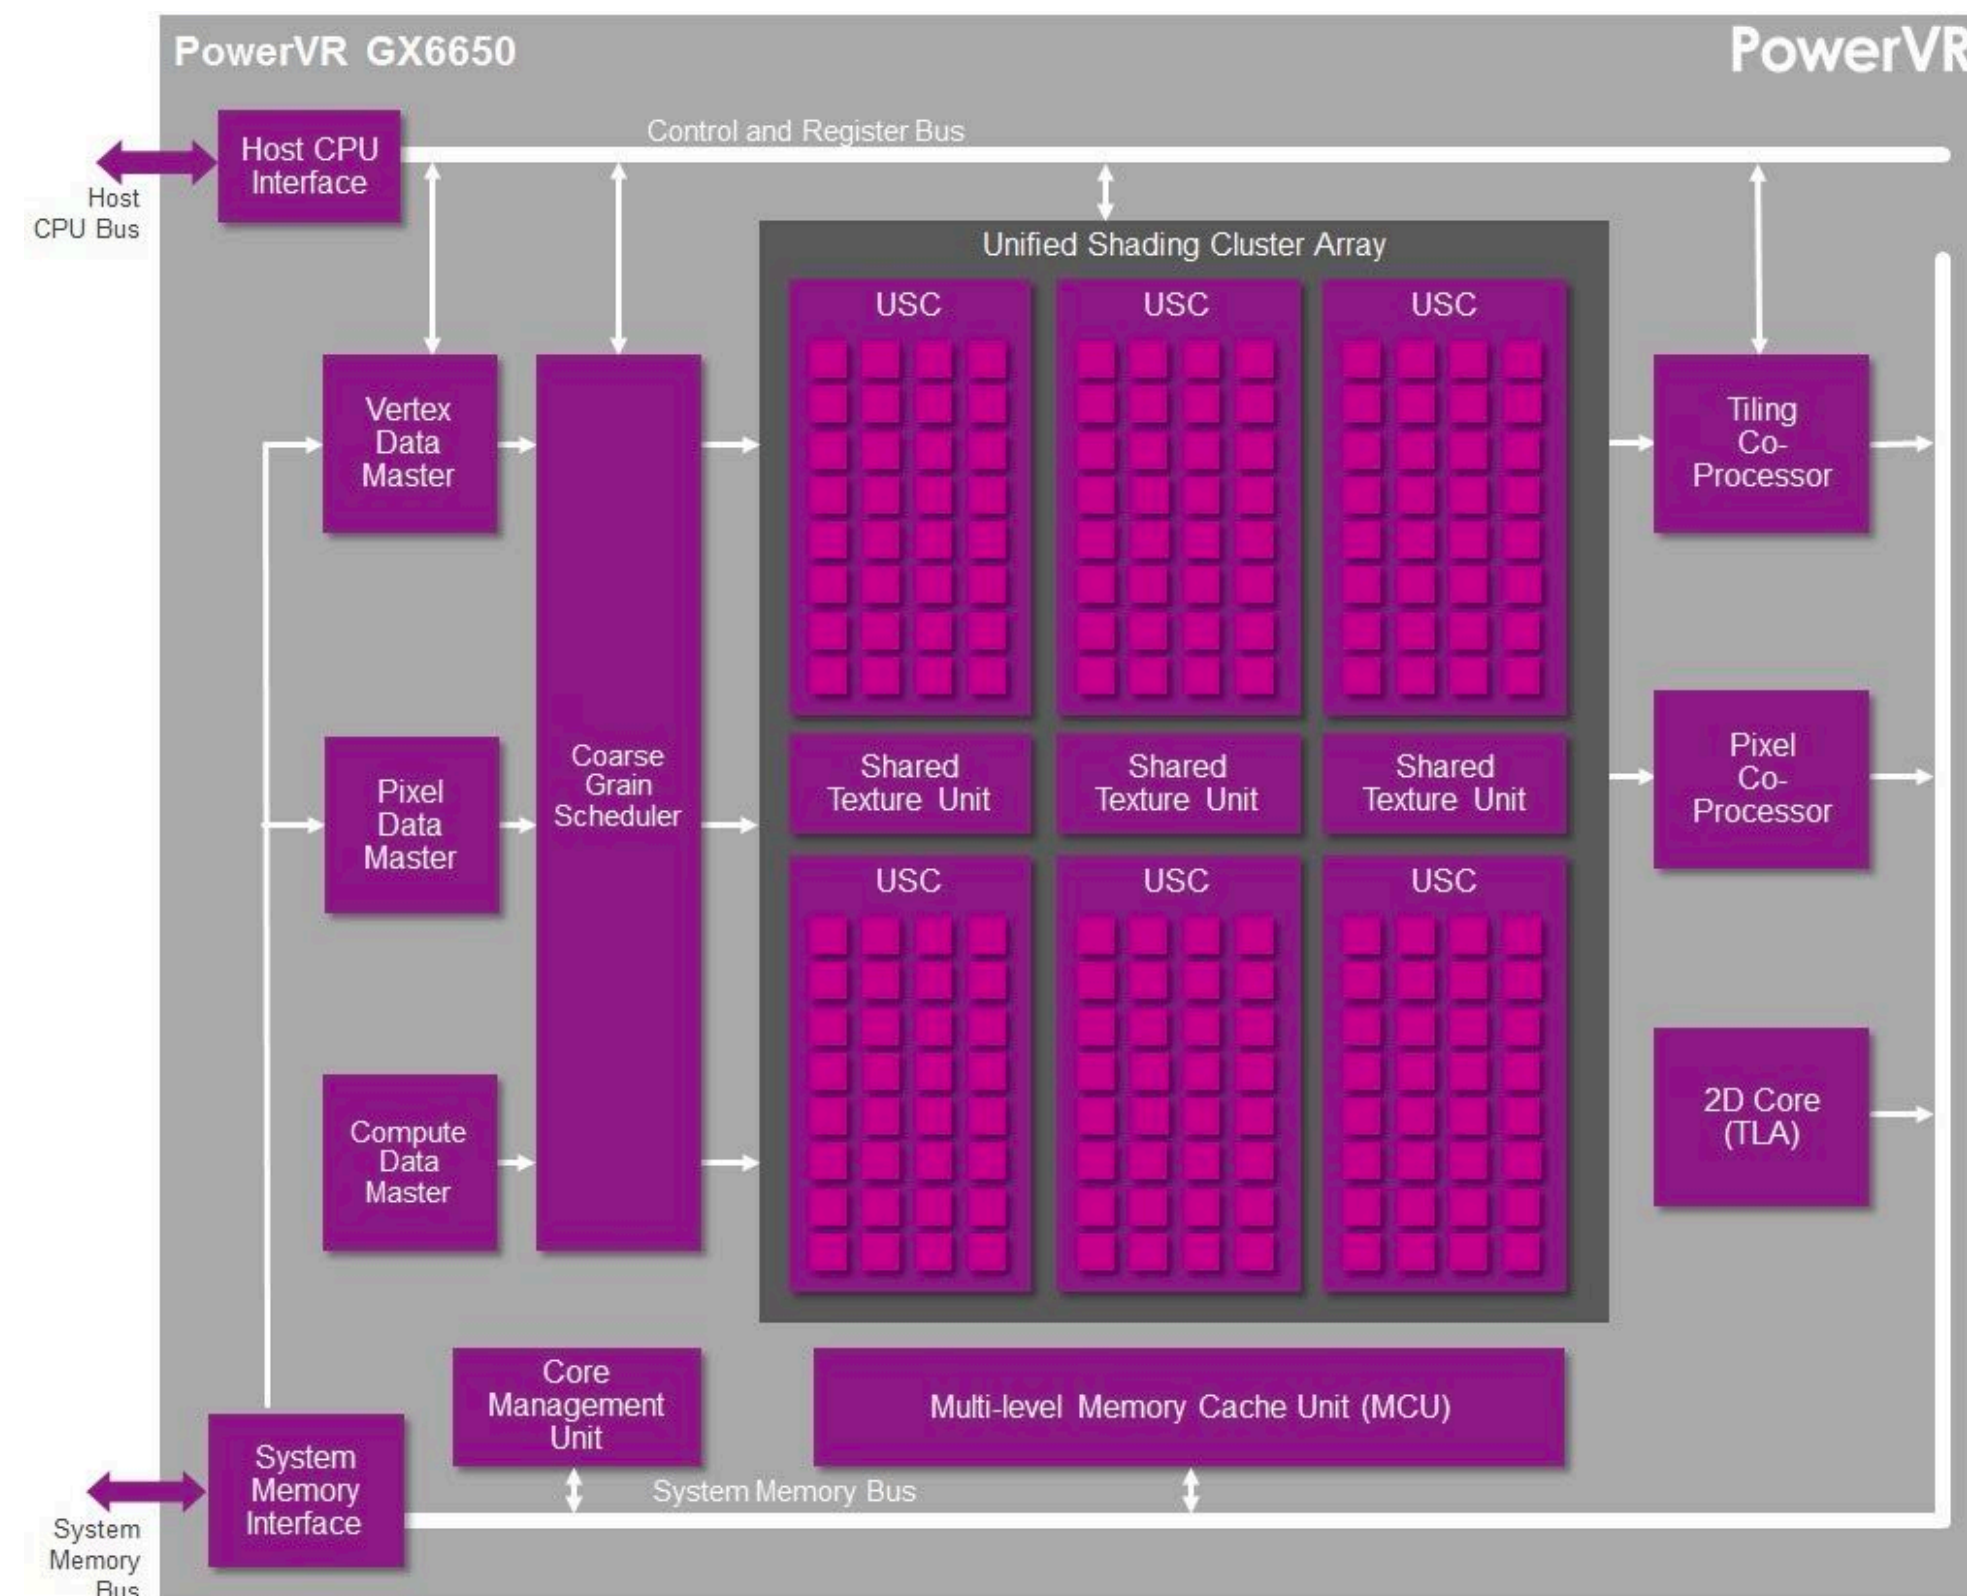 PowerVR GX6650
PowerVR
Host CPU
Interface
Control and Register Bus
Host
CPU Bus
Unified Shading Cluster Array
USC
USC
USC
Vertex
Data
Master
Tiling
Co-
Processor
Coarse
Grain
Scheduler
Pixel
Data
Master
Shared
Texture Unit
Shared
Texture Unit
Shared
Texture Unit
Pixel
Co-
Processor
USC
USC
USC
Compute
Data
Master
2D Core
(TLA)
Core
Management
Unit
Multi-level Memory Cache Unit (MCU)
System
Memory
Interface
System Memory Bus
System
Memory
Bus